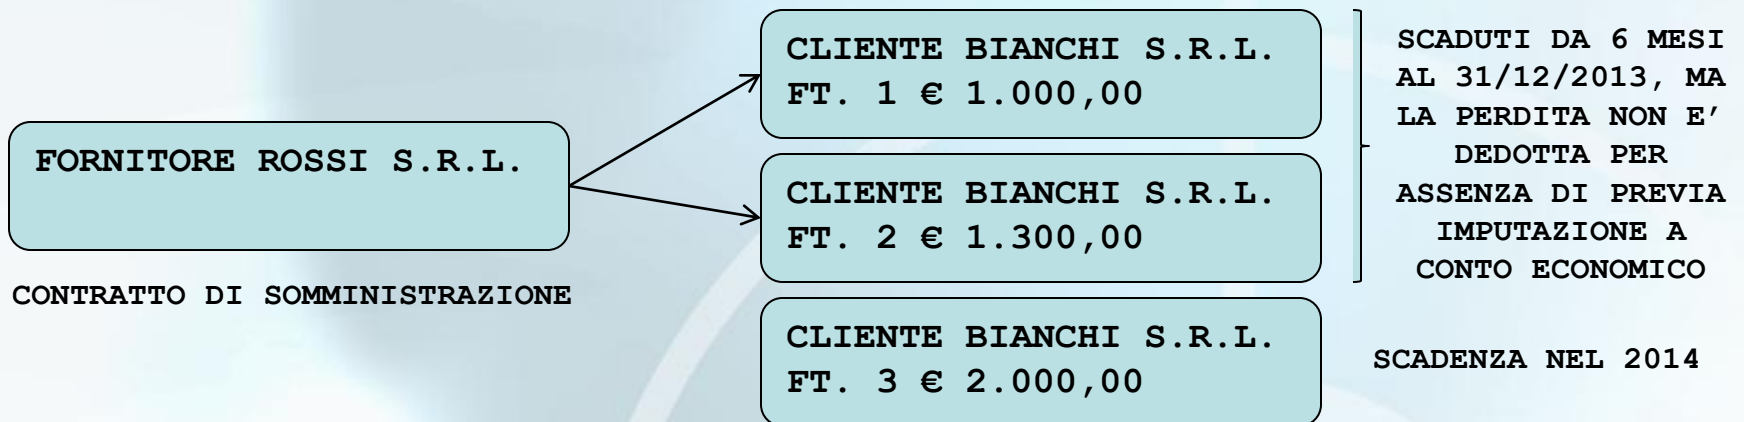 FORNITORE ROSSI S.R.L.
CONTRATTO DI SOMMINISTRAZIONE
CLIENTE BIANCHI S.R.L.
FT. 1 € 1.000,00
CLIENTE BIANCHI S.R.L.
FT. 2 € 1.300,00
CLIENTE BIANCHI S.R.L.
FT. 3 € 2.000,00
SCADUTI DA 6 MESI
AL 31/12/2013, MA
LA PERDITA NON E’
DEDOTTA PER
ASSENZA DI PREVIA
IMPUTAZIONE A
CONTO ECONOMICO
SCADENZA NEL 2014